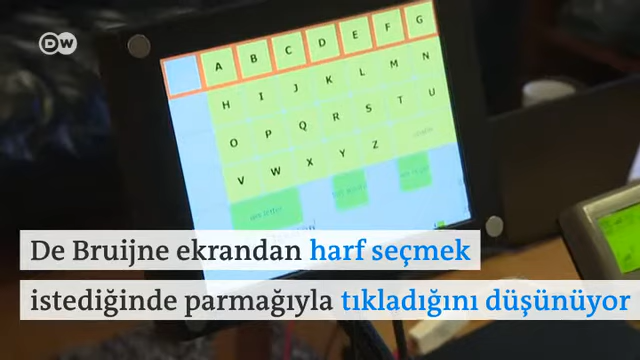 DW
A B C D E F G
H I J K L M N
O P Q R S T U
V W X Y Z
De Bruijne ekrandan harf seçmek
istediğinde parmağıyla tıkladığını düşünüyor